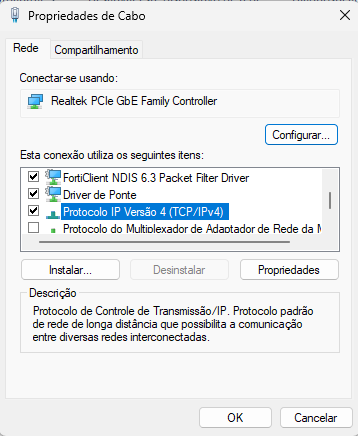 Propriedades de Cabo
Rede
Compartilhamento
Conectar-se usando:
Realtek PCIe GbE Family Controller
Configurar...
Esta conexão utiliza os seguintes itens:
FortiClient NDIS 6.3 Packet Filter Driver
Driver de Ponte
Protocolo IP Versão 4 (TCP/IPv4)
Protocolo do Multiplexador de Adaptador de Rede da
Instalar...
Desinstalar
Propriedades
Descrição
Protocolo de Controle de Transmissão/IP. Protocolo padrão
de rede de longa distância que possibilita a comunicação
entre diversas redes interconectadas.
OK
Cancelar